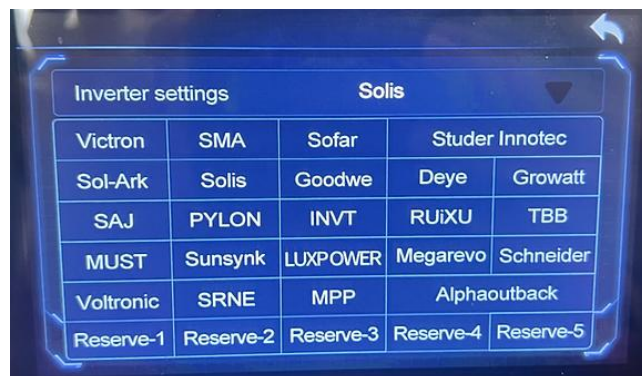 Inverter settings Solis
Victron SMA Sofar Studer Innotec
Sol-Ark Solis Goodwe Deye Growatt
SAJ PYLON INVT RUiXU TBB
MUST Sunsynk LUXPOWER Megarevo Schneider
Voltronic SRNE MPP Alphaoutback
Reserve-1 Reserve-2 Reserve-3 Reserve-4 Reserve-5